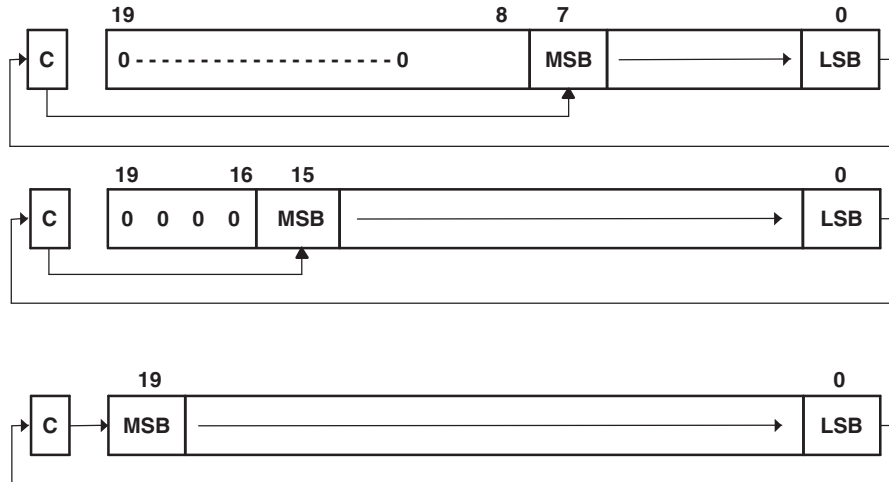 19 8 7 0
C 0 - - - - - - - - - - - - - - - - - - - 0 MSB LSB
19 16 15 0
C 0 0 0 0 MSB LSB
19 0
C MSB LSB